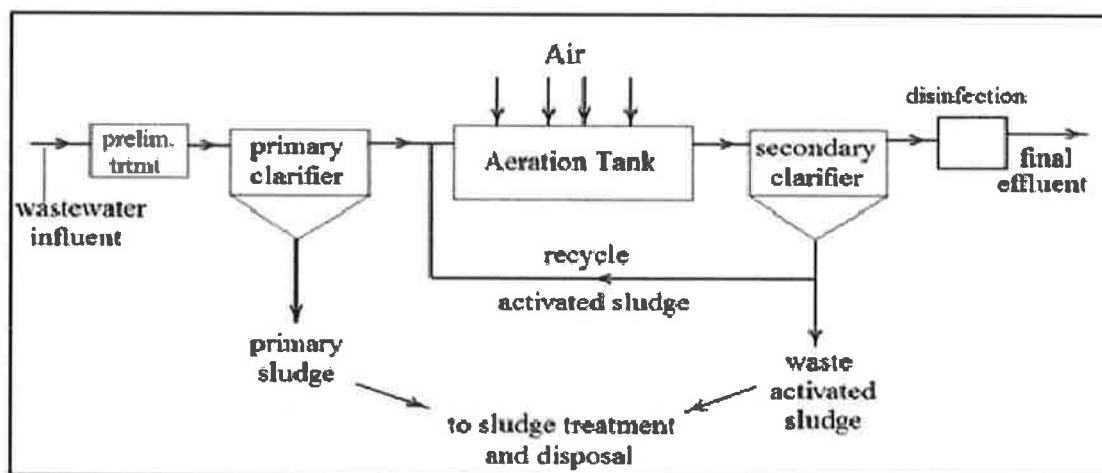 Air
disinfection
prelim.
trtmt
primary
clarifier
Aeration Tank
secondary
clarifier
final
effluent
wastewater
influent
recycle
activated sludge
primary
sludge
waste
activated
sludge
to sludge treatment
and disposal